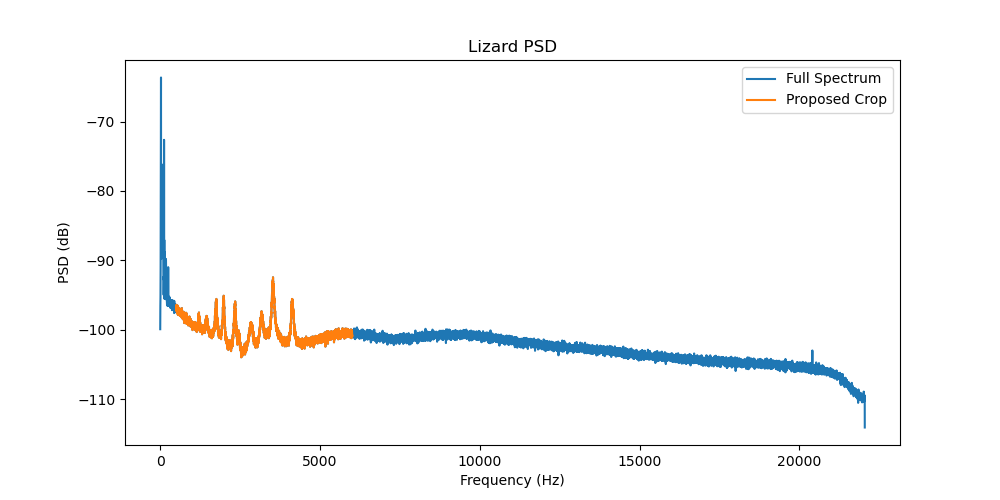 Lizard PSD
Full Spectrum
Proposed Crop
PSD (dB)
−70
−80
−90
−100
−110
0
5000
10000
15000
20000
Frequency (Hz)